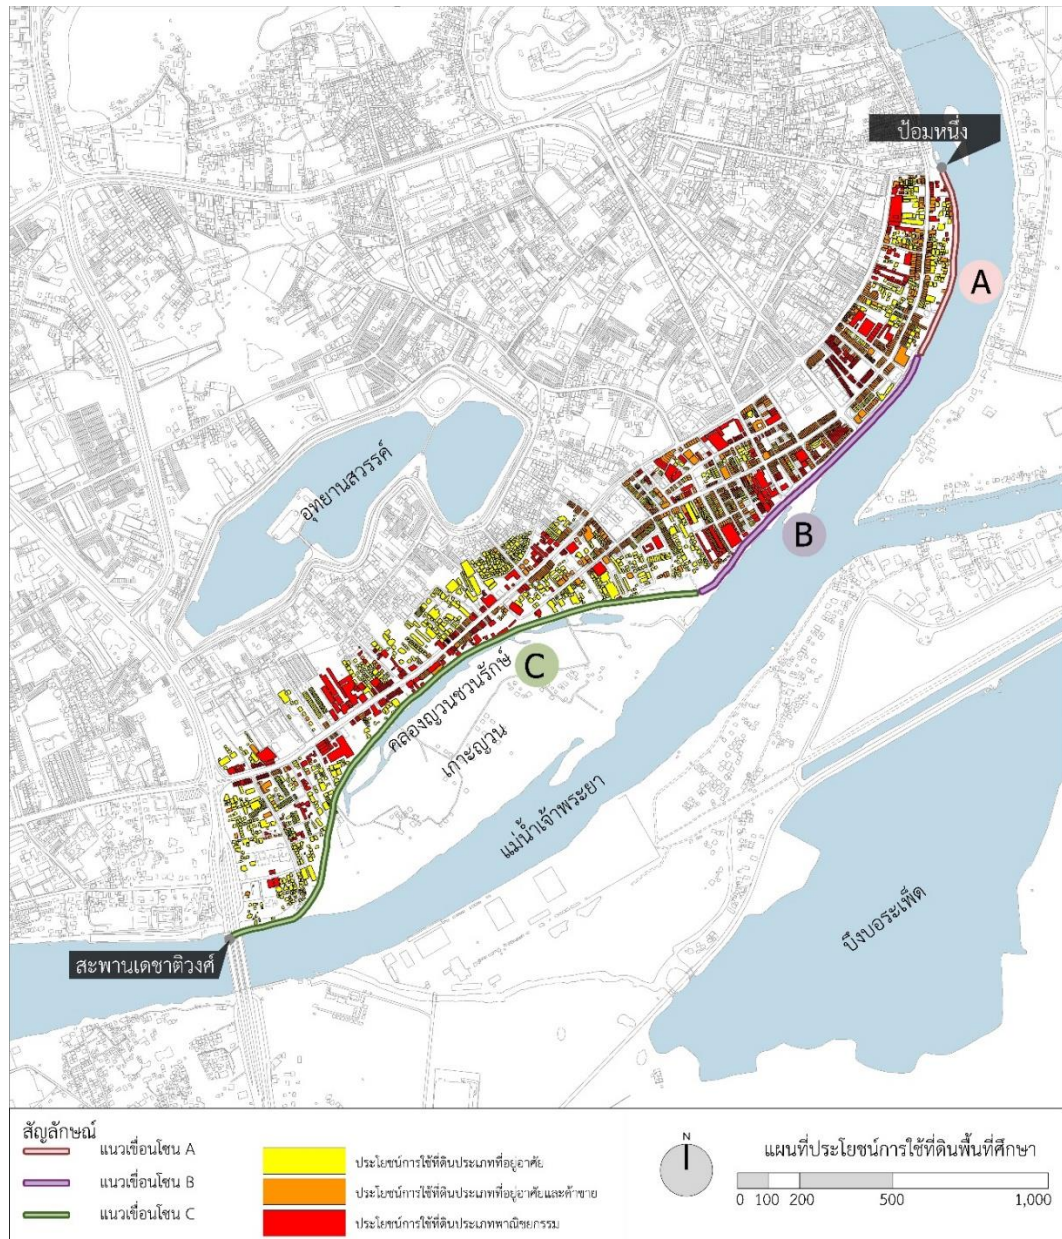 ป้อมหนึ่ง
A
B
อุทยานสวรรค์
C
คลองญวนชวนรักษ์
เกาะญวน
แม่น้ำเจ้าพระยา
บึงบอระเพ็ด
สะพานเดชาติวงศ์
สัญลักษณ์
แนวเขื่อนโซน A
แนวเขื่อนโซน B
แนวเขื่อนโซน C
ประโยชน์การใช้ที่ดินประเภทที่อยู่อาศัย
ประโยชน์การใช้ที่ดินประเภทที่อยู่อาศัยและค้าขาย
ประโยชน์การใช้ที่ดินประเภทพาณิชยกรรม
N
แผนที่ประโยชน์การใช้ที่ดินพื้นที่ศึกษา
0 100 200 500 1,000